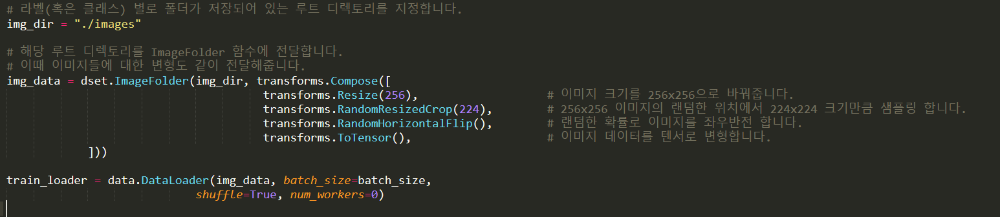 # 라벨(혹은 클래스) 별로 폴더가 저장되어 있는 루트 디렉토리를 지정합니다.
img_dir = "./images"
# 해당 루트 디렉토리를 ImageFolder 함수에 전달합니다.
# 이때 이미지들에 대한 변형도 같이 전달해줍니다.
img_data = dset.ImageFolder(img_dir, transforms.Compose([
transforms.Resize(256), # 이미지 크기를 256x256으로 바꿔줍니다.
transforms.RandomResizedCrop(224), # 256x256 이미지의 랜덤한 위치에서 224x224 크기만큼 샘플링 합니다.
transforms.RandomHorizontalFlip(), # 랜덤한 확률로 이미지를 좌우반전 합니다.
transforms.ToTensor(), # 이미지 데이터를 텐서로 변형합니다.
]))
train_loader = data.DataLoader(img_data, batch_size=batch_size,
shuffle=True, num_workers=0)